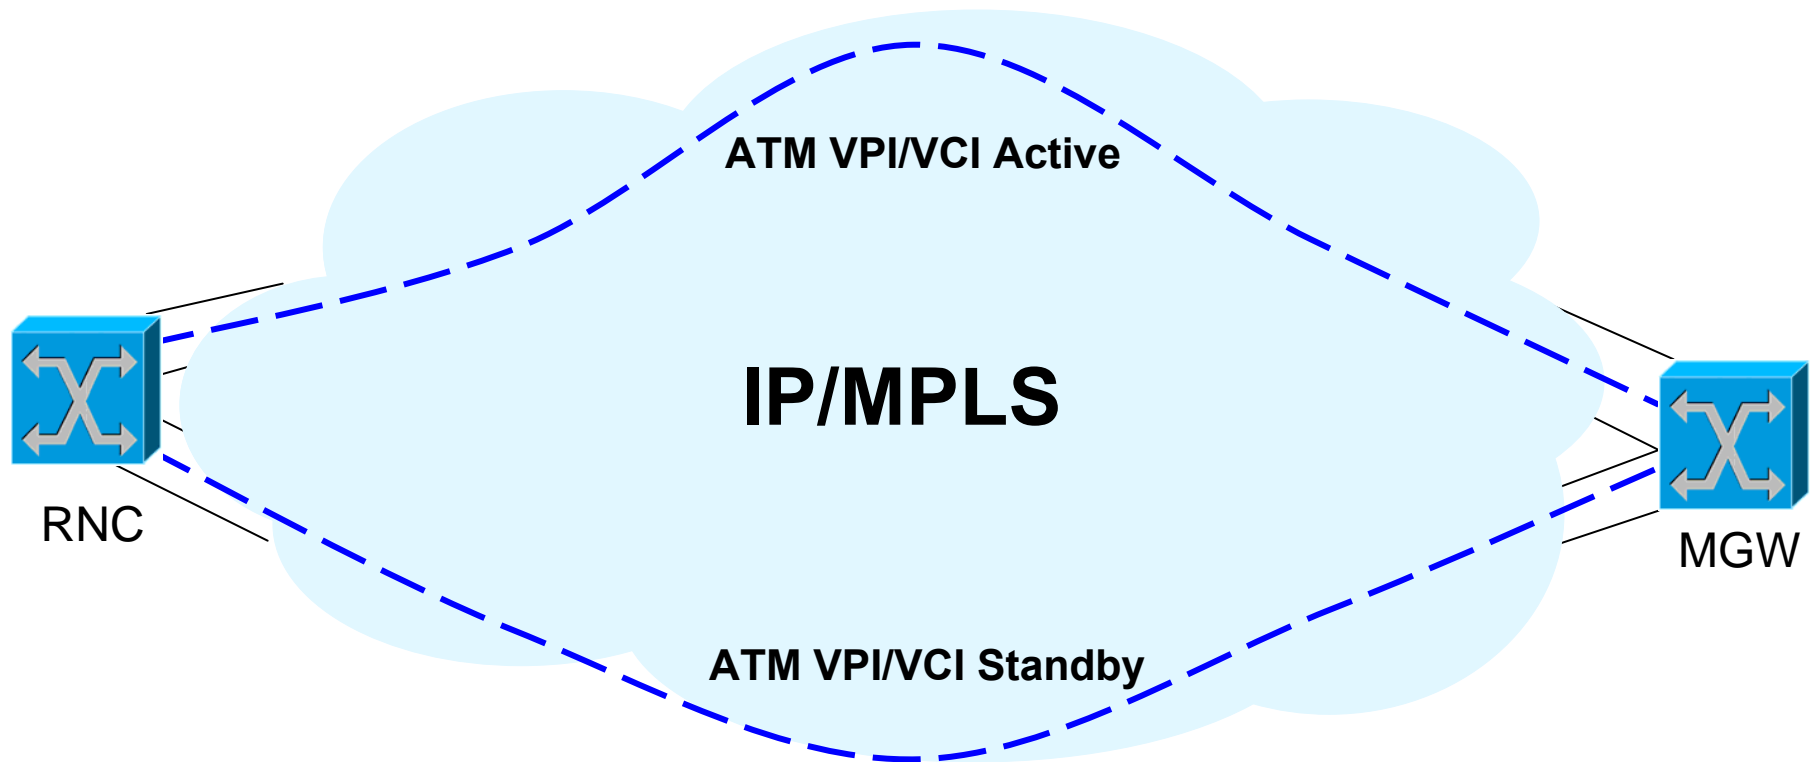 ATM VPI/VCI Active
IP/MPLS
RNC
MGW
ATM VPI/VCI Standby